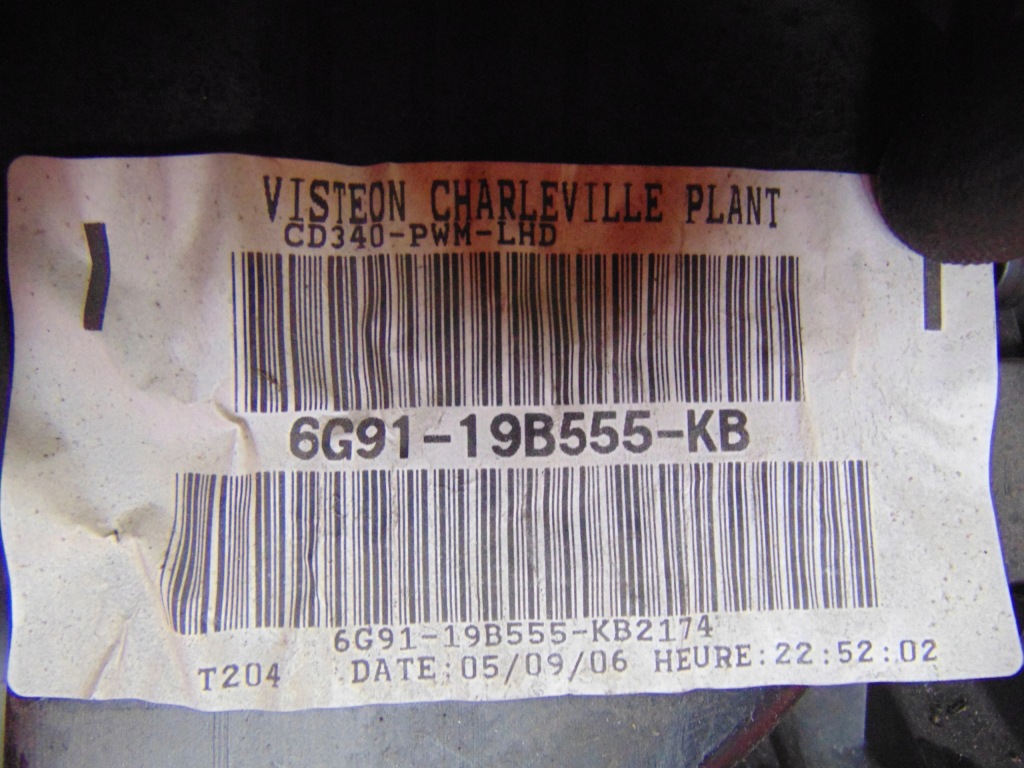 VISTEON CHARLEVILLE PLANT
CD340-PWM-LHD
6G91-19B555-KB
6G91-19B555-KB2174
T204 DATE:05/09/06 HEURE:22:52:02